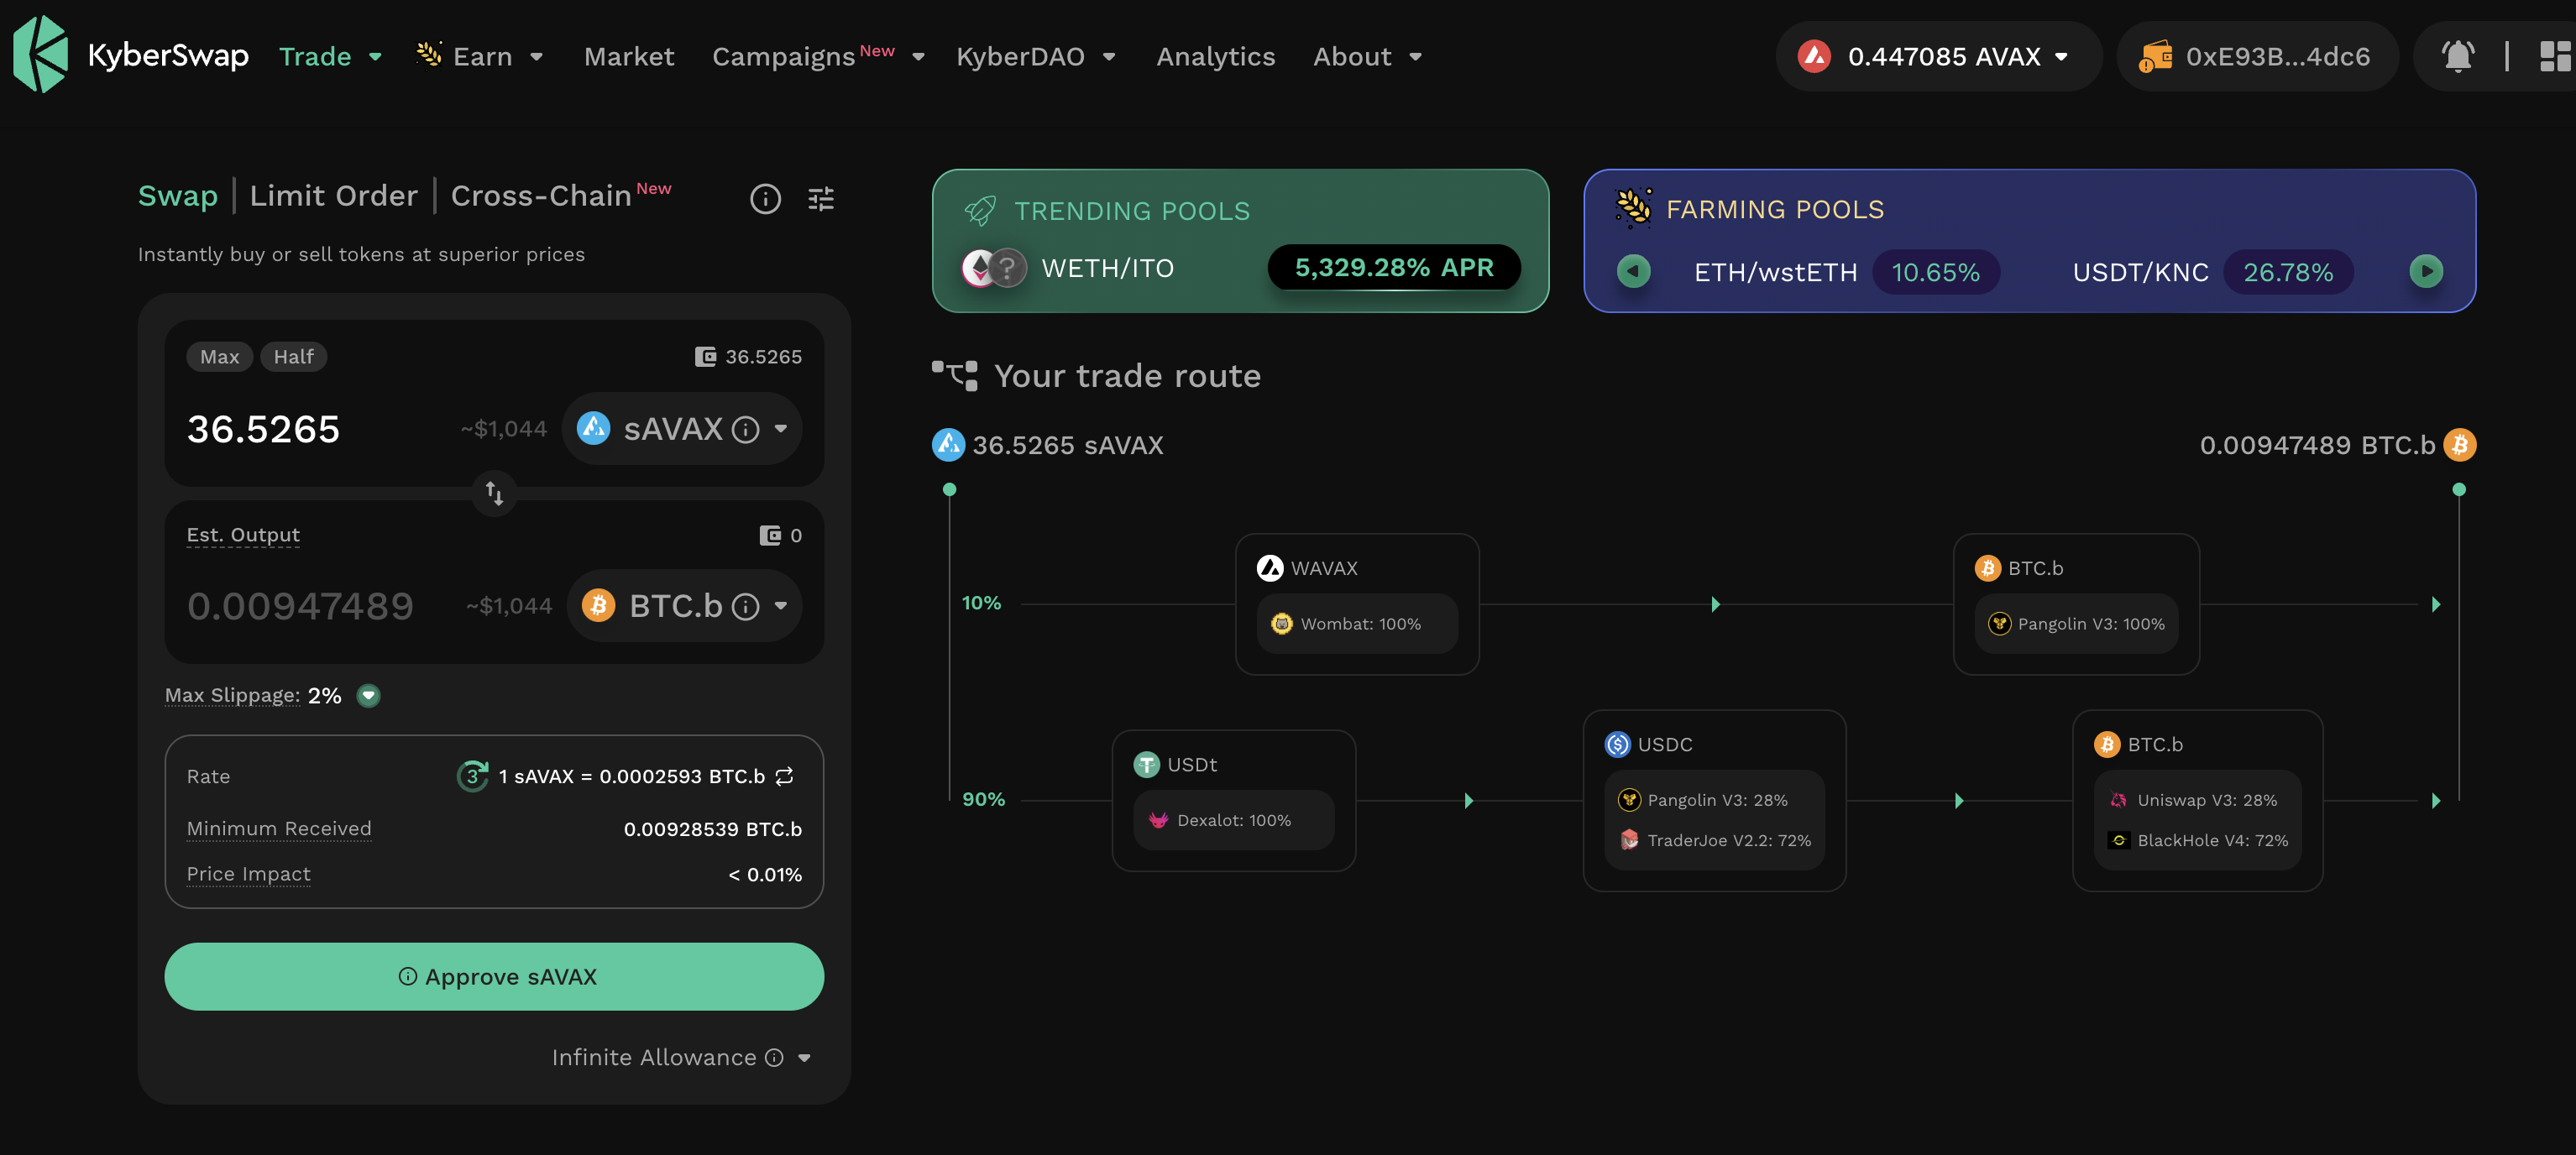 KyberSwap Trade Earn Market Campaigns New KyberDAO Analytics About 0.447085 AVAX 0xE93B...4dc6
Swap | Limit Order | Cross-Chain New
Instantly buy or sell tokens at superior prices
Max Half 36.5265
36.5265 ~$1,044 sAVAX
Est. Output 0
0.00947489 ~$1,044 BTC.b
Max Slippage: 2%
Rate 3 1 sAVAX = 0.0002593 BTC.b
Minimum Received 0.00928539 BTC.b
Price Impact < 0.01%
Approve sAVAX
Infinite Allowance
TRENDING POOLS
WETH/ITO 5,329.28% APR
FARMING POOLS
ETH/wstETH 10.65% USDT/KNC 26.78%
Your trade route
36.5265 sAVAX 0.00947489 BTC.b
10%
WAVAX
Wombat: 100%
BTC.b
Pangolin V3: 100%
90%
USDt
Dexalot: 100%
USDC
Pangolin V3: 28%
TraderJoe V2.2: 72%
BTC.b
Uniswap V3: 28%
BlackHole V4: 72%